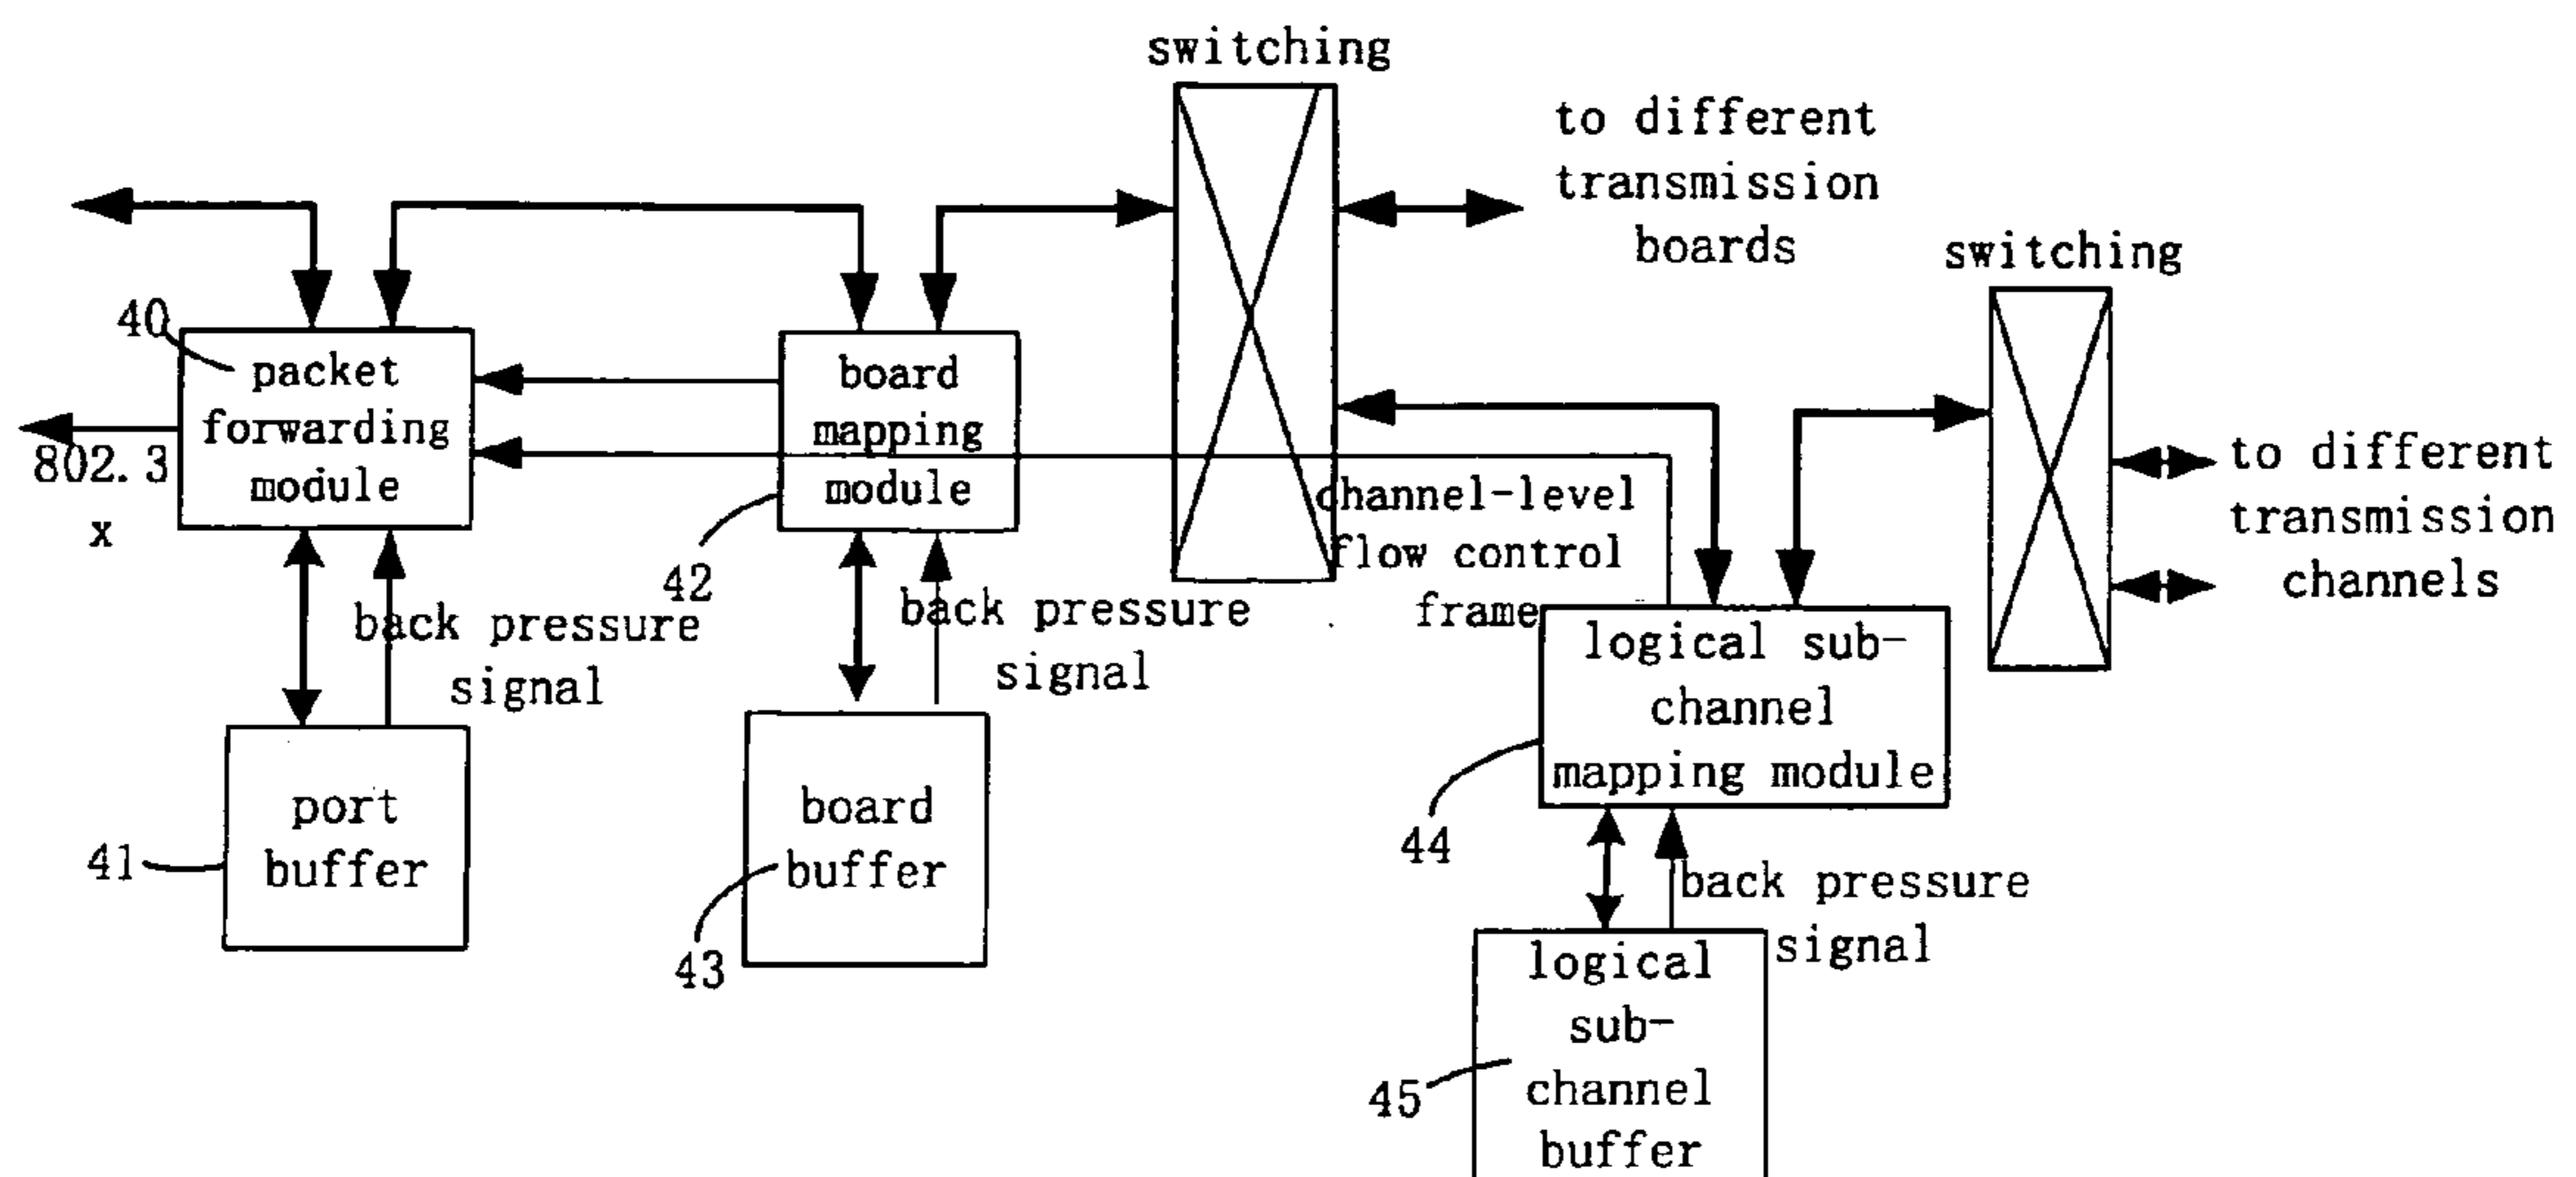 switching
to different
transmission
boards
switching
40
packet
forwarding
module
802.3
x
board
mapping
module
42
channel-level
flow control
frame
to different
transmission
channels
back pressure
signal
back pressure
signal
logical sub-
channel
mapping module
44
port
buffer
41
board
buffer
43
back pressure
signal
logical
sub-
channel
buffer
45